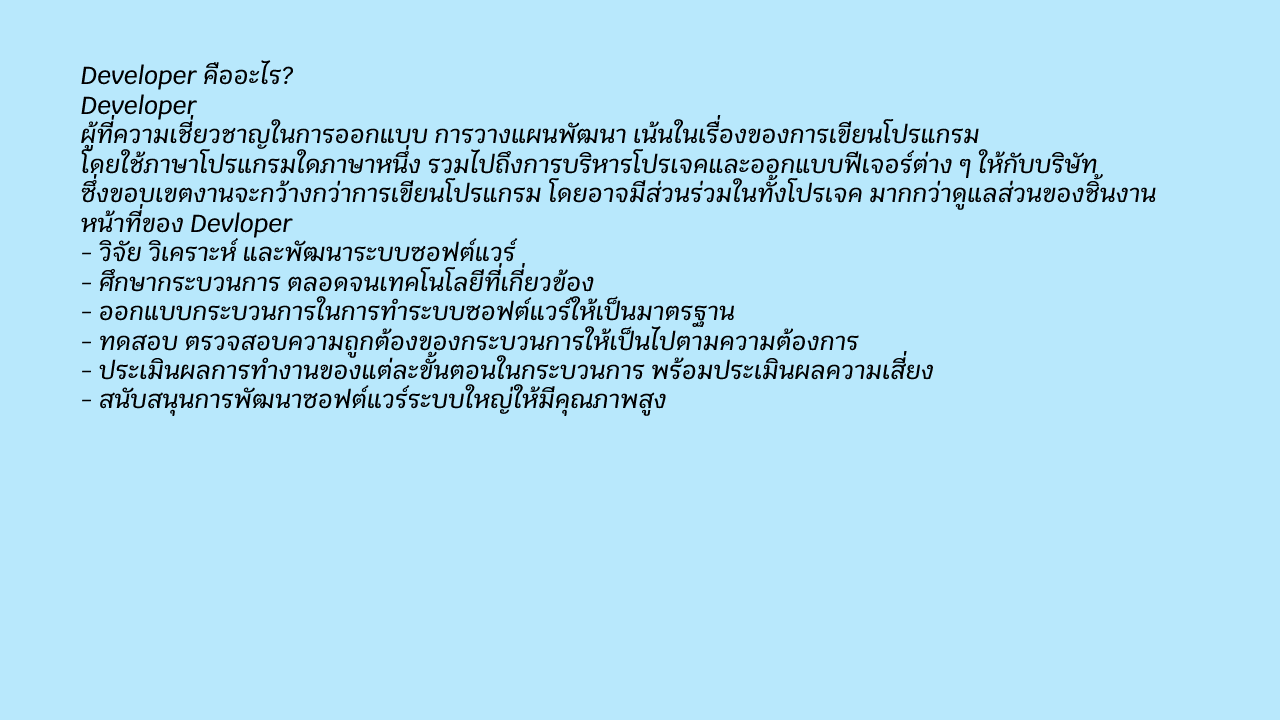 Developer คืออะไร?
Developer
ผู้ที่ความเชี่ยวชาญในการออกแบบ การวางแผนพัฒนา เน้นในเรื่องของการเขียนโปรแกรม
โดยใช้ภาษาโปรแกรมใดภาษาหนึ่ง รวมไปถึงการบริหารโปรเจคและออกแบบฟีเจอร์ต่าง ๆ ให้กับบริษัท
ซึ่งขอบเขตงานจะกว้างกว่าการเขียนโปรแกรม โดยอาจมีส่วนร่วมในทั้งโปรเจค มากกว่าดูแลส่วนของชิ้นงาน
หน้าที่ของ Devloper
– วิจัย วิเคราะห์ และพัฒนาระบบซอฟต์แวร์
– ศึกษากระบวนการ ตลอดจนเทคโนโลยีที่เกี่ยวข้อง
– ออกแบบกระบวนการในการทำระบบซอฟต์แวร์ให้เป็นมาตรฐาน
– ทดสอบ ตรวจสอบความถูกต้องของกระบวนการให้เป็นไปตามความต้องการ
– ประเมินผลการทำงานของแต่ละขั้นตอนในกระบวนการ พร้อมประเมินผลความเสี่ยง
– สนับสนุนการพัฒนาซอฟต์แวร์ระบบใหญ่ให้มีคุณภาพสูง